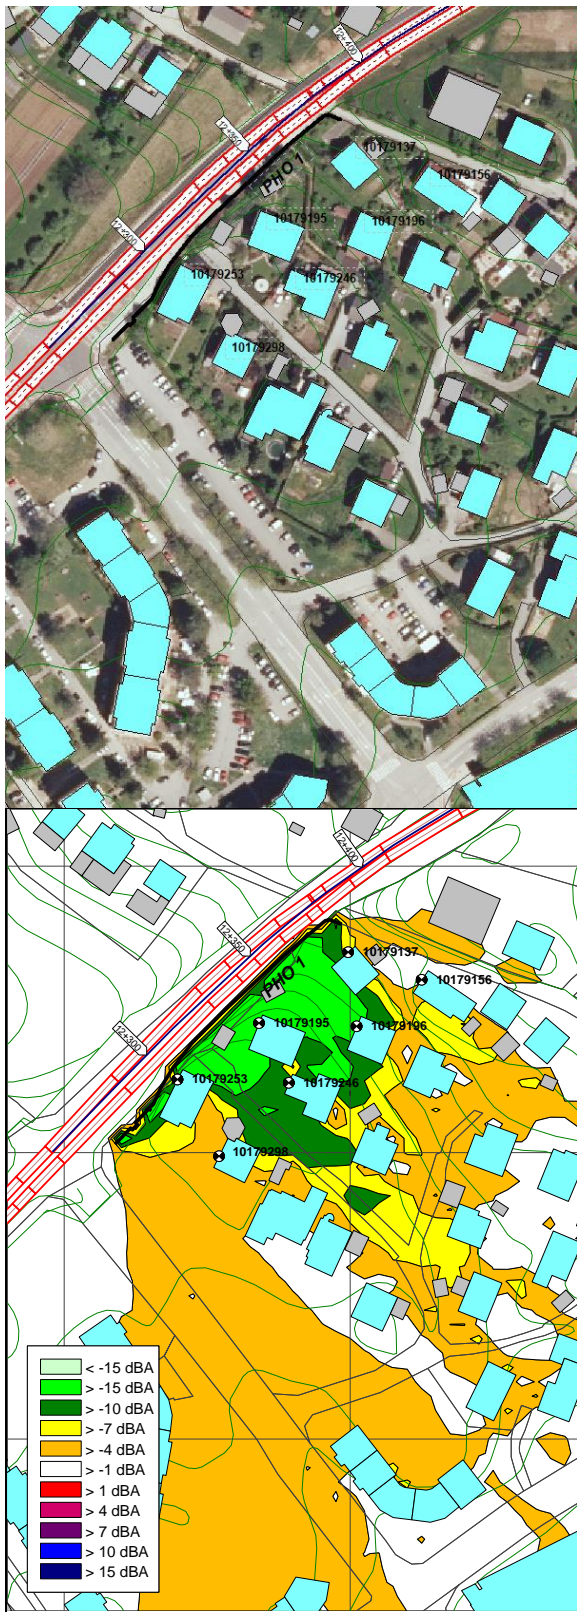 12+400
12+350
10179137
PHO 1
10179156
10179195
10179196
12+300
10179253
10179246
10179298
12+400
12+350
10179137
PHO 1
10179156
10179195
10179196
12+300
10179253
10179246
10179298
< -15 dBA
> -15 dBA
> -10 dBA
> -7 dBA
> -4 dBA
> -1 dBA
> 1 dBA
> 4 dBA
> 7 dBA
> 10 dBA
> 15 dBA